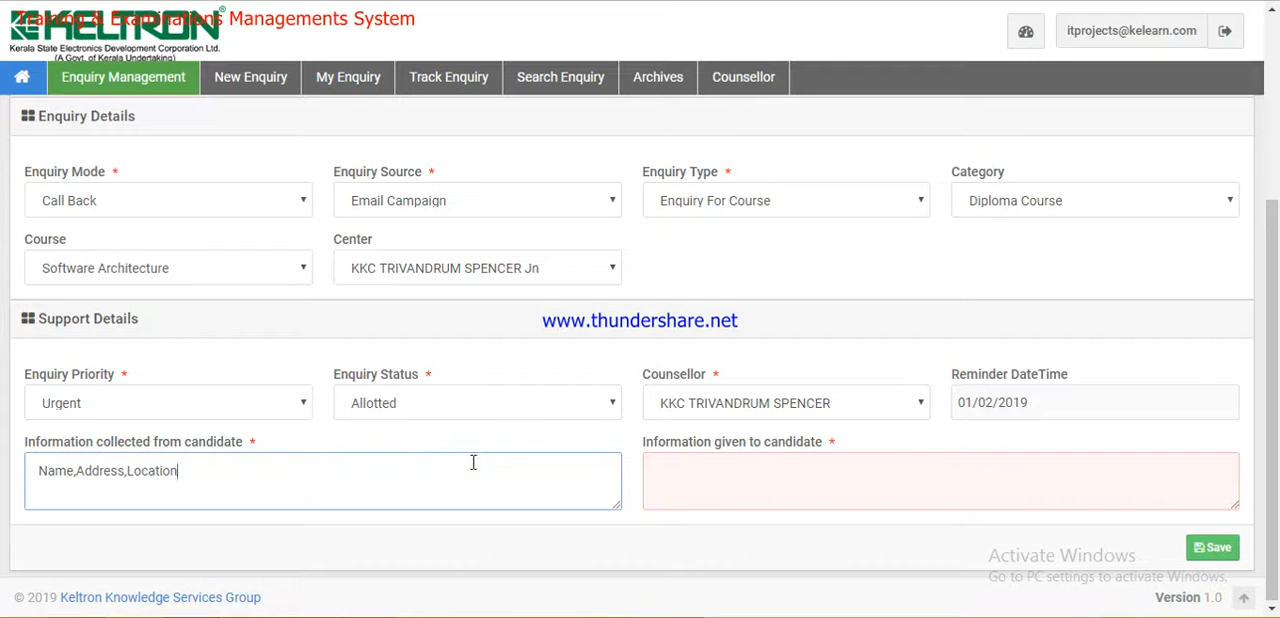 Training & Examinations Managements System
KELTRON®
Kerala State Electronics Development Corporation Ltd.
(A Govt. of Kerala Undertaking)
itprojects@kelearn.com
Enquiry Management New Enquiry My Enquiry Track Enquiry Search Enquiry Archives Counsellor
Enquiry Details
Enquiry Mode * Enquiry Source * Enquiry Type * Category
Call Back Email Campaign Enquiry For Course Diploma Course
Course Center
Software Architecture KKC TRIVANDRUM SPENCER Jn
Support Details
www.thundershare.net
Enquiry Priority * Enquiry Status * Counsellor * Reminder DateTime
Urgent Allotted KKC TRIVANDRUM SPENCER 01/02/2019
Information collected from candidate * Information given to candidate *
Name,Address,Location
Save
Activate Windows
Go to PC settings to activate Windows.
© 2019 Keltron Knowledge Services Group Version 1.0